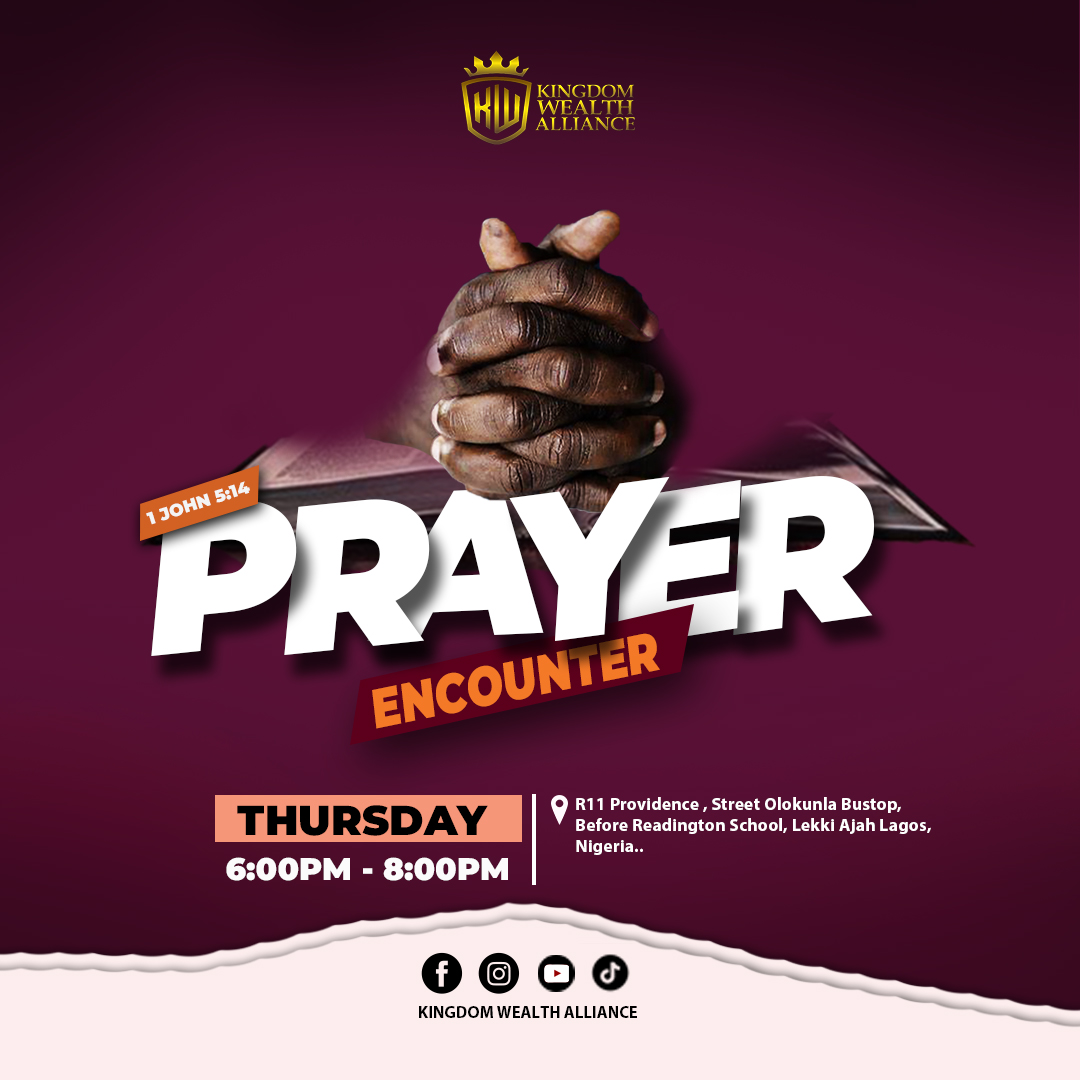 KW
KINGDOM
WEALTH
ALLIANCE
1 JOHN 5:14
PRAYER
ENCOUNTER
THURSDAY
6:00PM - 8:00PM
R11 Providence , Street Olokunla Bustop,
Before Readington School, Lekki Ajah Lagos,
Nigeria..
KINGDOM WEALTH ALLIANCE